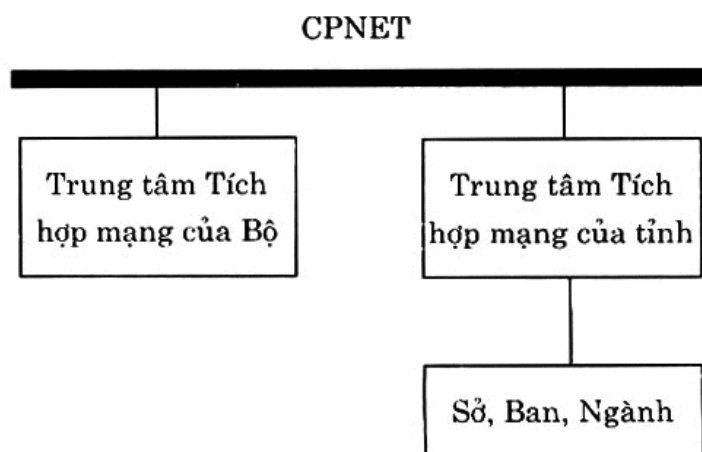 CPNET
Trung tâm Tích
hợp mạng của Bộ
Trung tâm Tích
hợp mạng của tỉnh
Sở, Ban, Ngành